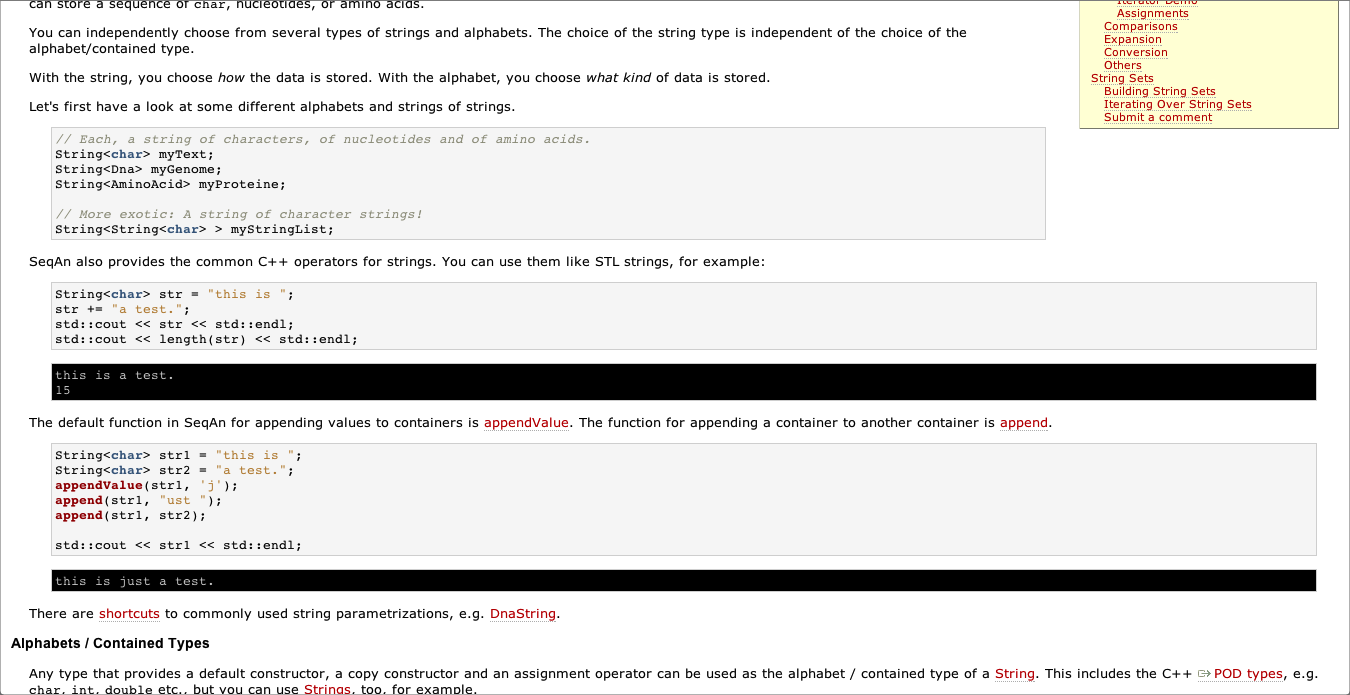 can store a sequence of char, nucleotides, or amino acids.
You can independently choose from several types of strings and alphabets. The choice of the string type is independent of the choice of the
alphabet/contained type.
With the string, you choose how the data is stored. With the alphabet, you choose what kind of data is stored.
Let's first have a look at some different alphabets and strings of strings.
// Each, a string of characters, of nucleotides and of amino acids.
String<char> myText;
String<Dna> myGenome;
String<AminoAcid> myProteine;
// More exotic: A string of character strings!
String<String<char> > myStringList;
Iterator Demo
Assignments
Comparisons
Expansion
Conversion
Others
String Sets
Building String Sets
Iterating Over String Sets
Submit a comment
SeqAn also provides the common C++ operators for strings. You can use them like STL strings, for example:
String<char> str = "this is ";
str += "a test.";
std::cout << str << std::endl;
std::cout << length(str) << std::endl;
this is a test.
15
The default function in SeqAn for appending values to containers is appendValue. The function for appending a container to another container is append.
String<char> str1 = "this is ";
String<char> str2 = "a test.";
appendValue(str1, 'j');
append(str1, "ust ");
append(str1, str2);
std::cout << str1 << std::endl;
this is just a test.
There are shortcuts to commonly used string parametrizations, e.g. DnaString.
Alphabets / Contained Types
Any type that provides a default constructor, a copy constructor and an assignment operator can be used as the alphabet / contained type of a String. This includes the C++ POD types, e.g.
char, int, double etc., but you can use Strings, too, for example.